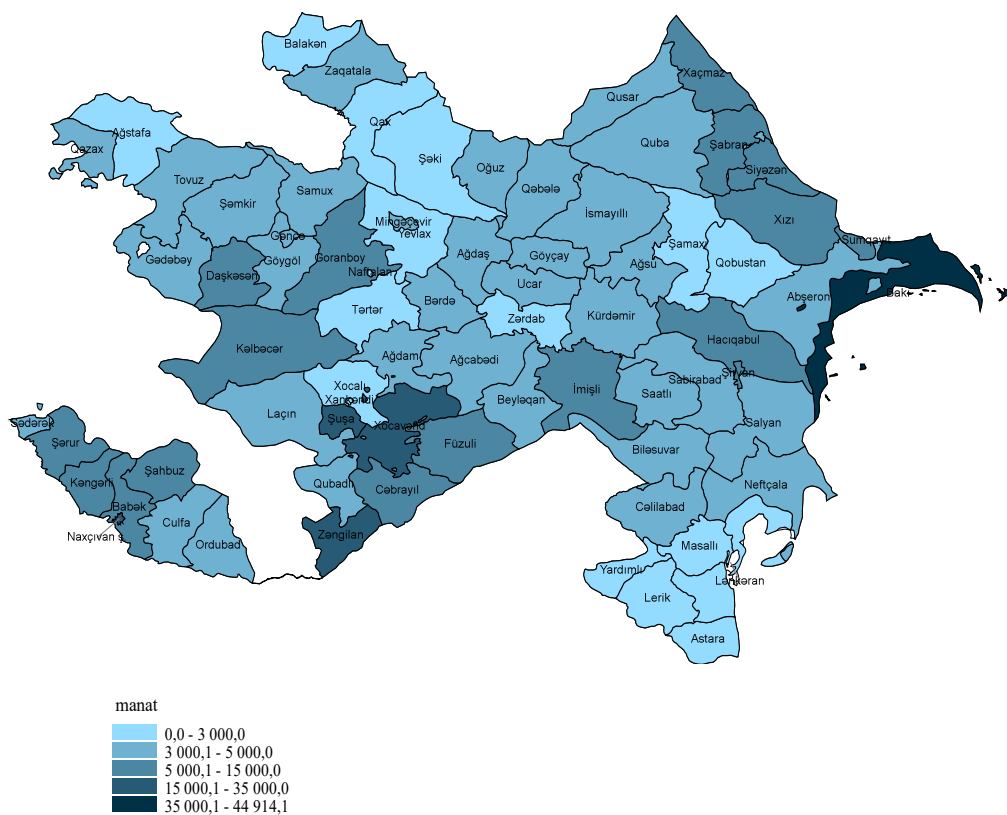 Balakən
Zaqatala
Xaçmaz
Qusar
Qax
Ağstafa
Quba
Qazax
Şabran
Şəki
Oğuz
Siyəzən
Tovuz
Qəbələ
Samux
Şəmkir
İsmayıllı
Xızı
Mingəçevir
Yevlax
Gəncə
Sumqayıt
Şamaxı
Goranboy
Ağdaş
Göyçay
Gədəbəy
Göygöl
Ağsu
Qobustan
Naftalan
Daşkəsən
Ucar
Bakı
Abşeron
Bərdə
Tərtər
Zərdab
Kürdəmir
Hacıqabul
Kəlbəcər
Ağdam
Ağcabədi
Şirvan
Sabirabad
Xocalı
İmişli
Saatlı
Xankəndi
Beyləqan
Laçın
Şuşa
Sədərək
Xocavənd
Salyan
Şərur
Füzuli
Biləsuvar
Şahbuz
Kəngərli
Qubadlı
Cəbrayıl
Neftçala
Babək
Cəlilabad
Culfa
Naxçıvan ş.
Zəngilan
Ordubad
Masallı
Yardımlı
Lənkəran
Lerik
Astara
manat
0,0 - 3 000,0
3 000,1 - 5 000,0
5 000,1 - 15 000,0
15 000,1 - 35 000,0
35 000,1 - 44 914,1